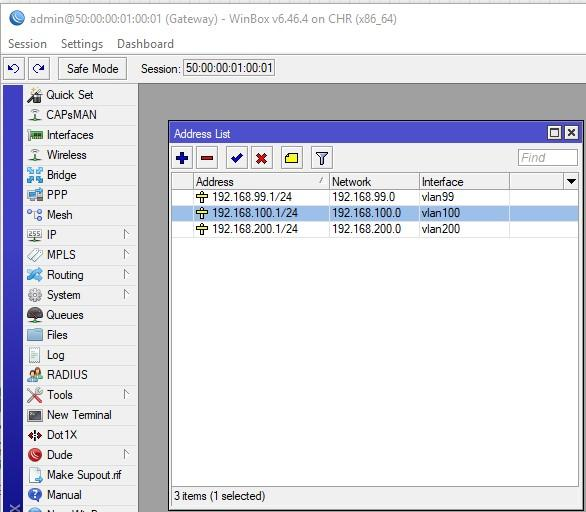 admin@50:00:00:01:00:01 (Gateway) - WinBox v6.46.4 on CHR (x86_64)
Session Settings Dashboard
Safe Mode Session: 50:00:00:01:00:01
Quick Set
CAPsMAN
Interfaces
Wireless
Bridge
PPP
Mesh
IP
MPLS
Routing
System
Queues
Files
Log
RADIUS
Tools
New Terminal
Dot1X
Dude
Make Supout.rif
Manual
Address List
Find
Address Network Interface
192.168.99.1/24 192.168.99.0 vlan99
192.168.100.1/24 192.168.100.0 vlan100
192.168.200.1/24 192.168.200.0 vlan200
3 items (1 selected)